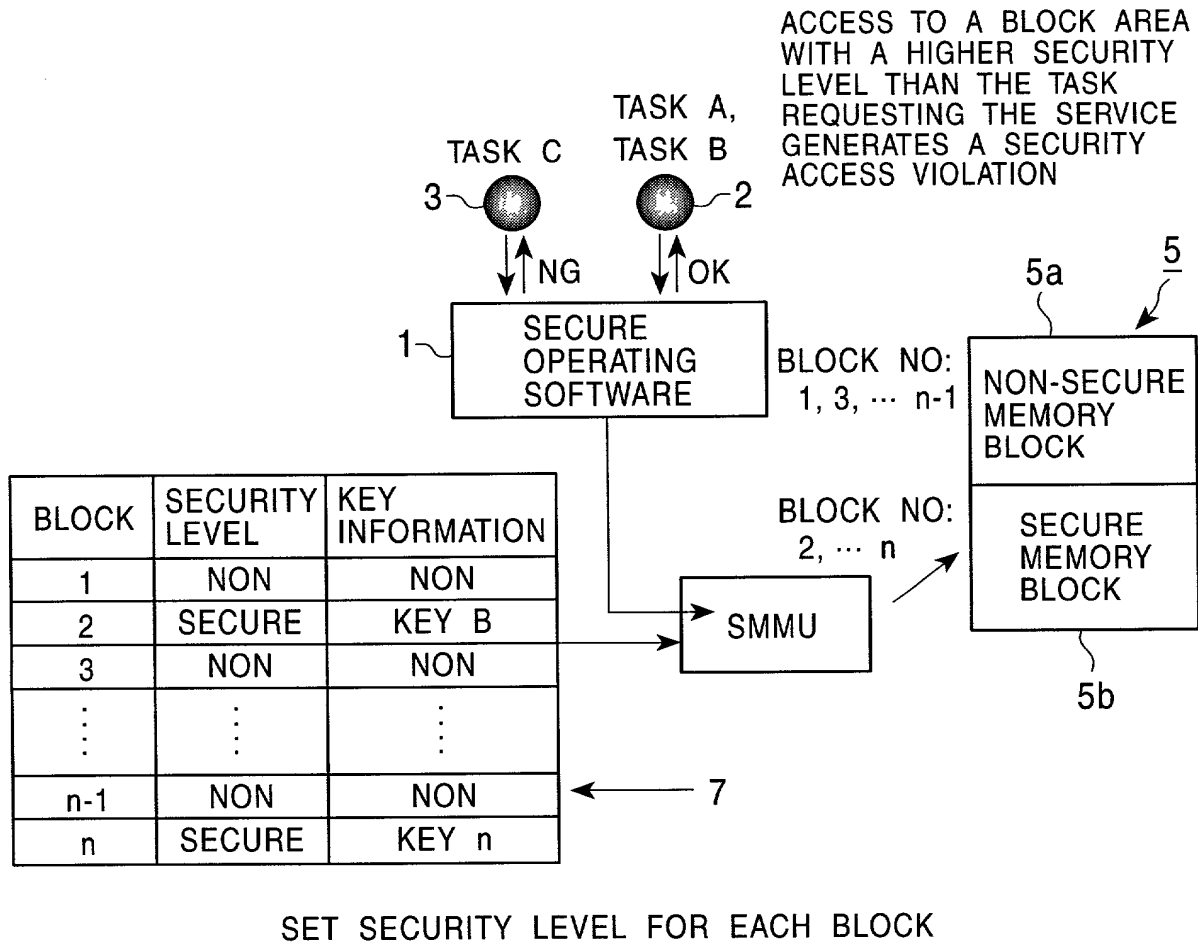 ACCESS TO A BLOCK AREA
WITH A HIGHER SECURITY
LEVEL THAN THE TASK
REQUESTING THE SERVICE
GENERATES A SECURITY
ACCESS VIOLATION
TASK A,
TASK C TASK B
3 2
NG OK
5
5a
1
SECURE
OPERATING
SOFTWARE
BLOCK NO:
1, 3, ··· n-1
NON-SECURE
MEMORY
BLOCK
BLOCK NO:
2, ··· n
SECURE
MEMORY
BLOCK
5b
SMMU
BLOCK SECURITY LEVEL KEY INFORMATION
1 NON NON
2 SECURE KEY B
3 NON NON
⋮ ⋮ ⋮
n-1 NON NON
n SECURE KEY n
7
SET SECURITY LEVEL FOR EACH BLOCK